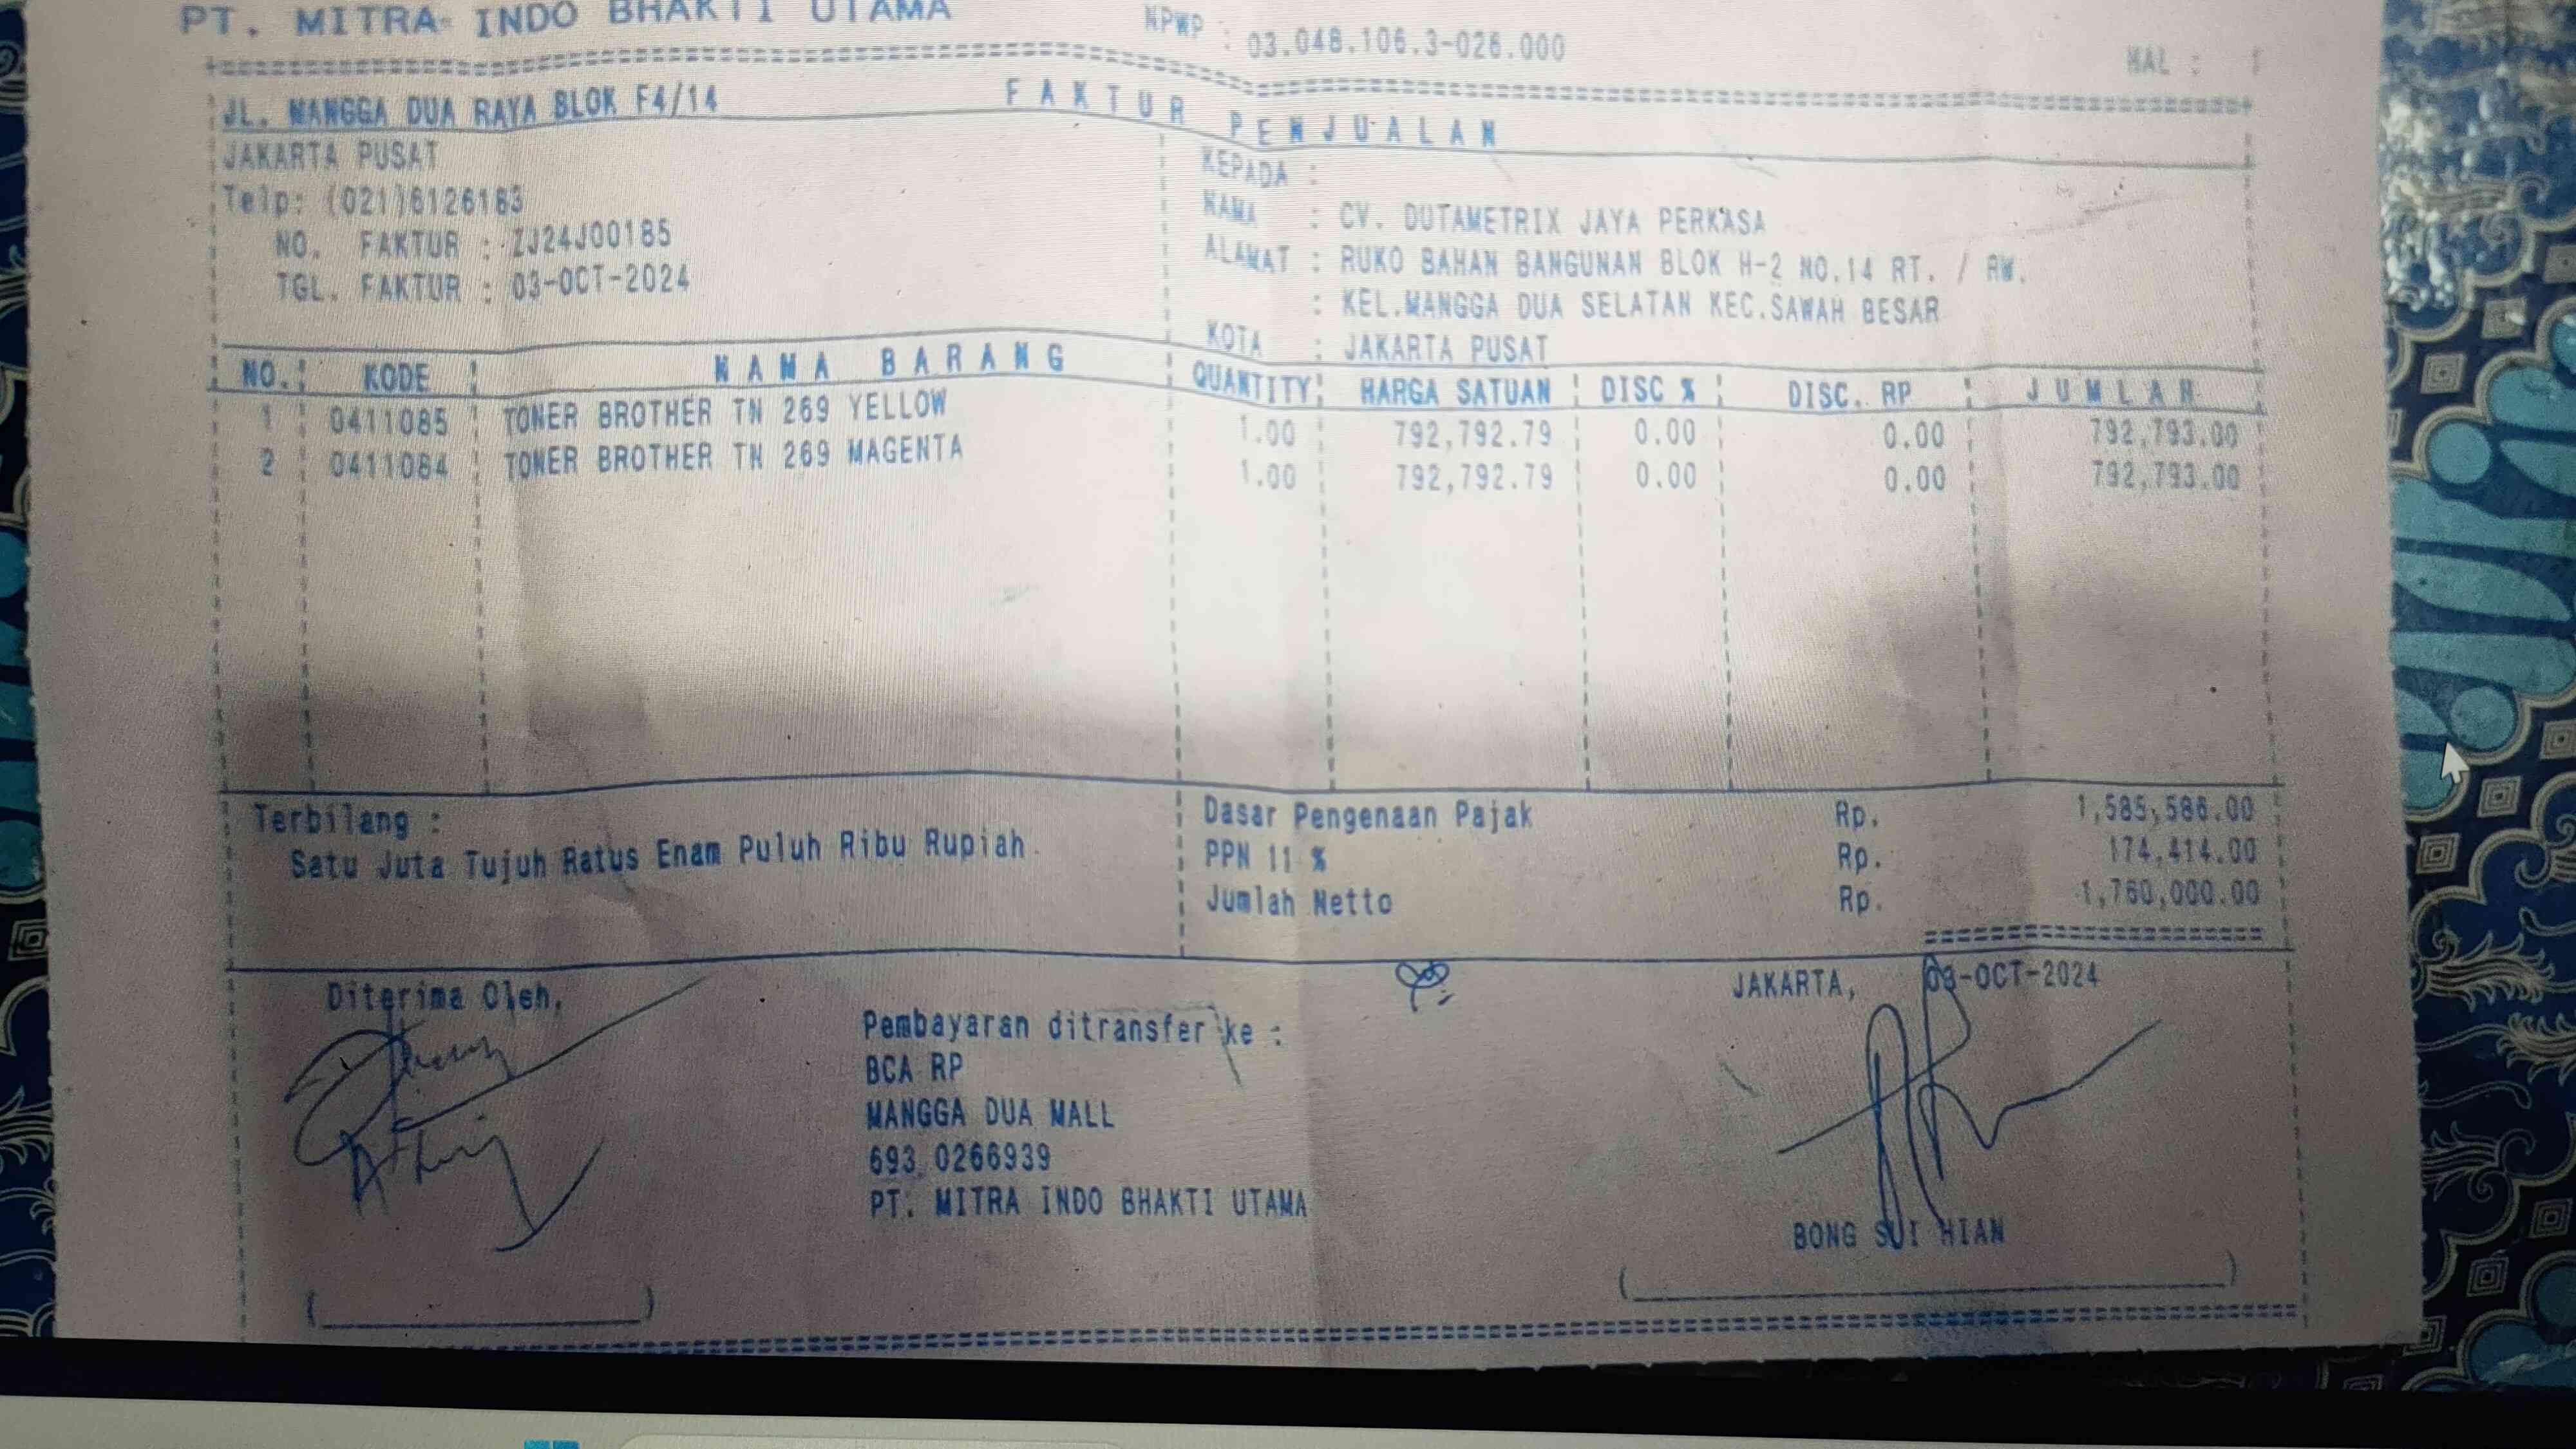 PT. MITRA INDO BHAKTI UTAMA
NPWP : 03.048.106.3-026.000
HAL : 1
FAKTUR PENJUALAN
JL. MANGGA DUA RAYA BLOK F4/14
JAKARTA PUSAT
Telp: (021)6126183
NO. FAKTUR : ZJ24J00185
TGL. FAKTUR : 03-OCT-2024
KEPADA :
NAMA : CV. DUTAMETRIX JAYA PERKASA
ALAMAT : RUKO BAHAN BANGUNAN BLOK H-2 NO.14 RT. / RW.
: KEL.MANGGA DUA SELATAN KEC.SAWAH BESAR
KOTA : JAKARTA PUSAT
NO. KODE NAMA BARANG QUANTITY HARGA SATUAN DISC % DISC. RP JUMLAH
1 0411085 TONER BROTHER TN 269 YELLOW 1.00 792,792.79 0.00 0.00 792,793.00
2 0411084 TONER BROTHER TN 269 MAGENTA 1.00 792,792.79 0.00 0.00 792,793.00
Terbilang :
Satu Juta Tujuh Ratus Enam Puluh Ribu Rupiah
Dasar Pengenaan Pajak Rp. 1,585,586.00
PPN 11 % Rp. 174,414.00
Jumlah Netto Rp. 1,760,000.00
Diterima Oleh,
Pembayaran ditransfer ke :
BCA RP
MANGGA DUA MALL
693 0266939
PT. MITRA INDO BHAKTI UTAMA
JAKARTA, 03-OCT-2024
BONG SUI HIAN